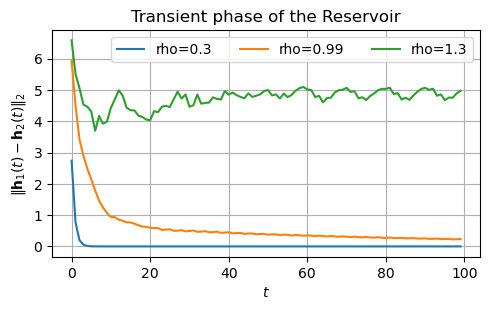 Transient phase of the Reservoir
rho=0.3 rho=0.99 rho=1.3
‖𝐡₁(t) − 𝐡₂(t)‖₂
6
5
4
3
2
1
0
0 20 40 60 80 100
t